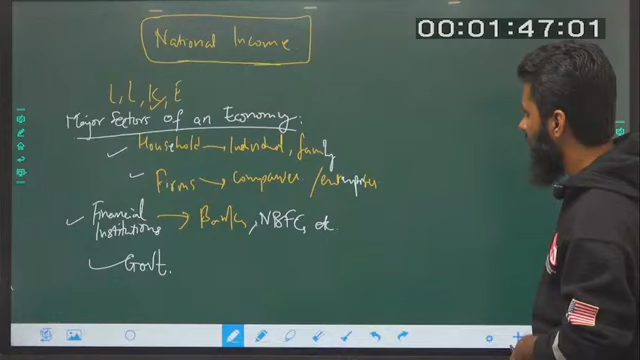 00:01:47:01
National Income
L, L, K, E
Major Sectors of an Economy:
Household → Individual, family
Firms → Companies / enterprises
Financial Institutions → Banks, NBFCs etc.
Govt.